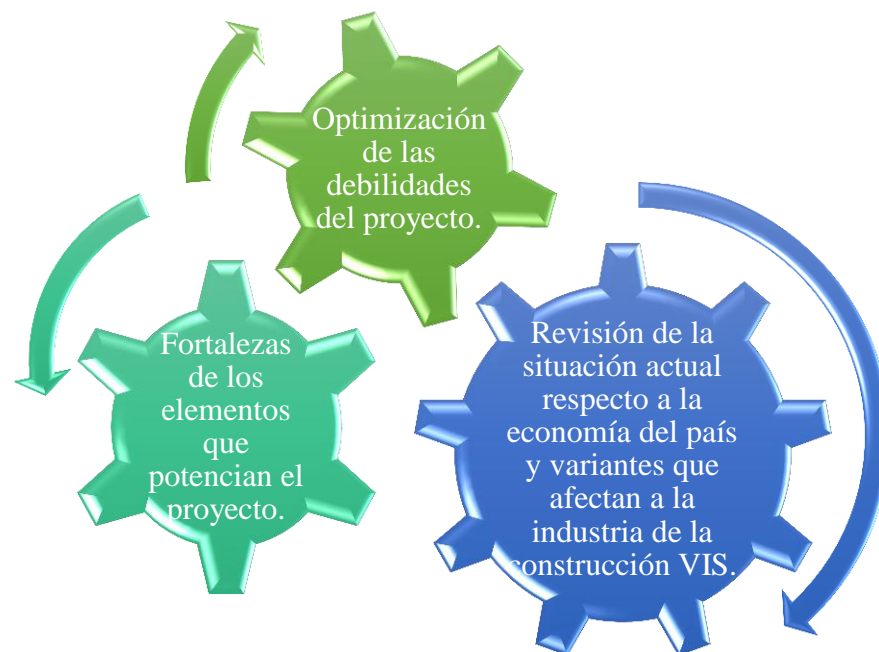 Optimización
de las
debilidades
del proyecto.
Fortalezas
de los
elementos
que
potencian el
proyecto.
Revisión de la
situación actual
respecto a la
economía del país
y variantes que
afectan a la
industria de la
construcción VIS.